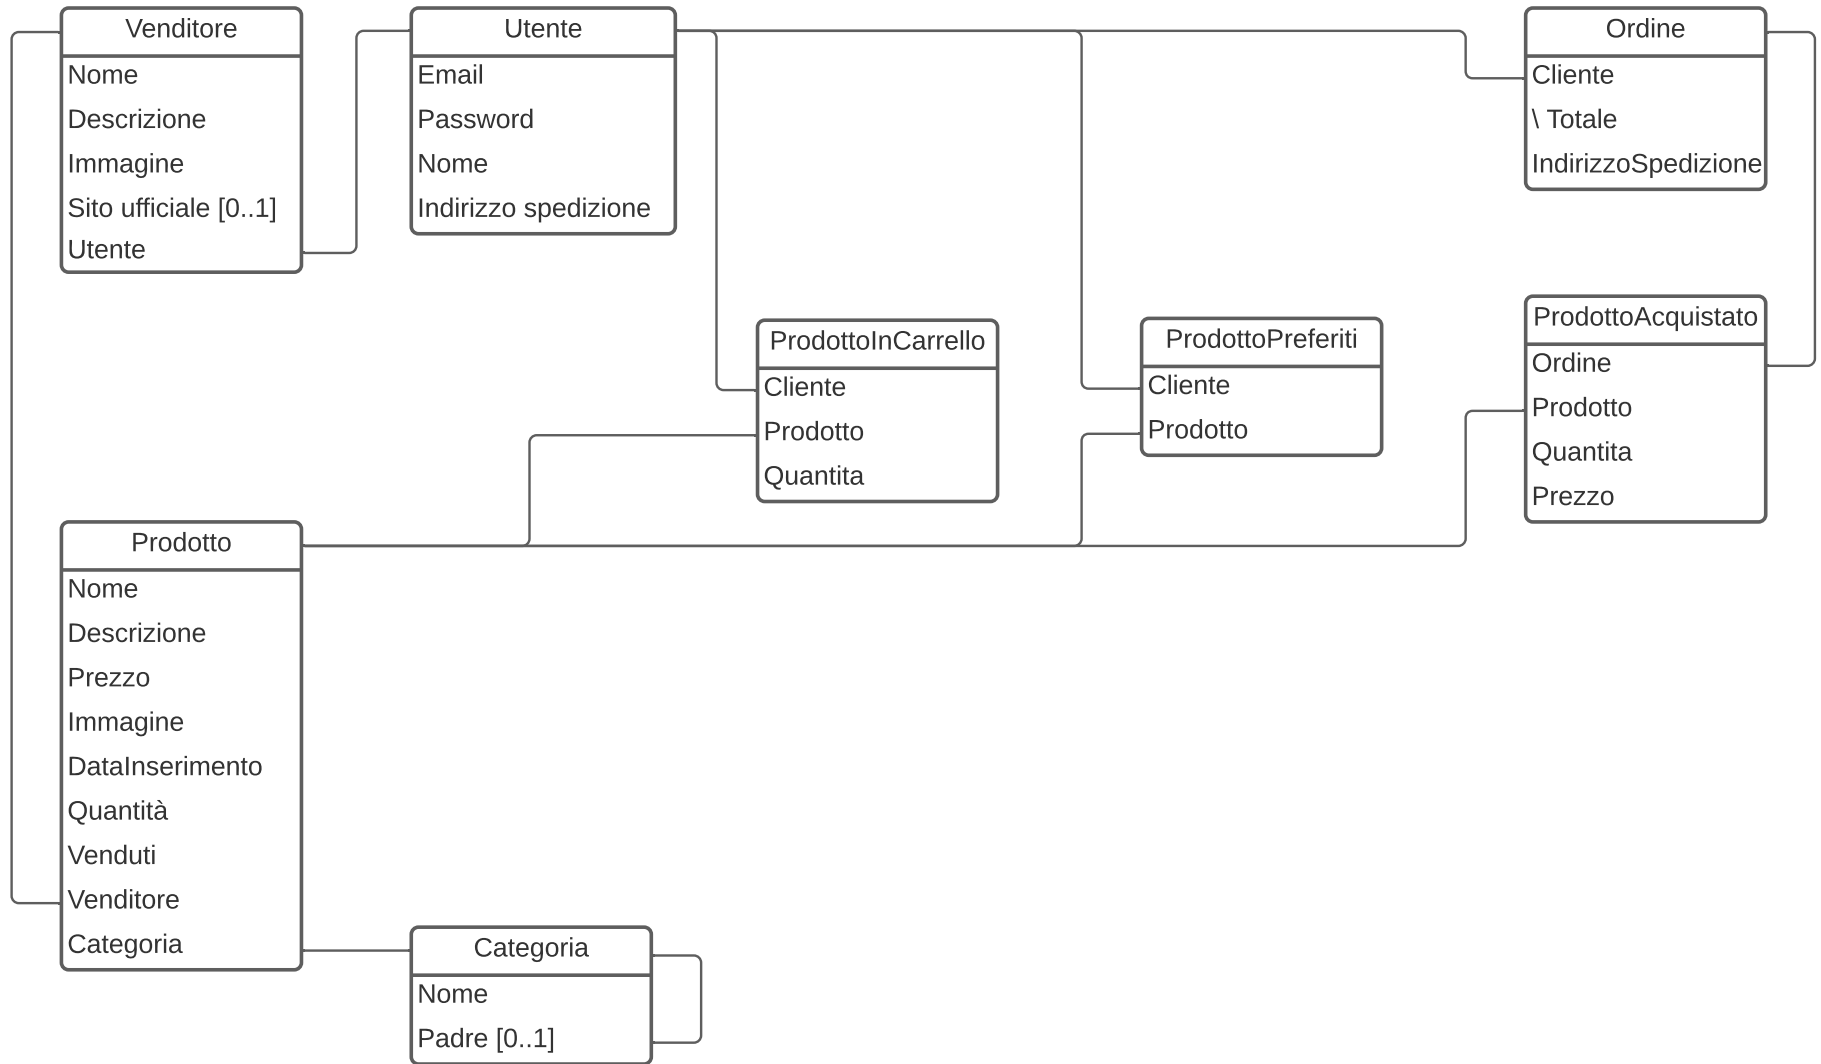 Venditore
Nome
Descrizione
Immagine
Sito ufficiale [0..1]
Utente
Utente
Email
Password
Nome
Indirizzo spedizione
Ordine
Cliente
\ Totale
IndirizzoSpedizione
ProdottoInCarrello
Cliente
Prodotto
Quantita
ProdottoPreferiti
Cliente
Prodotto
ProdottoAcquistato
Ordine
Prodotto
Quantita
Prezzo
Prodotto
Nome
Descrizione
Prezzo
Immagine
DataInserimento
Quantità
Venduti
Venditore
Categoria
Categoria
Nome
Padre [0..1]